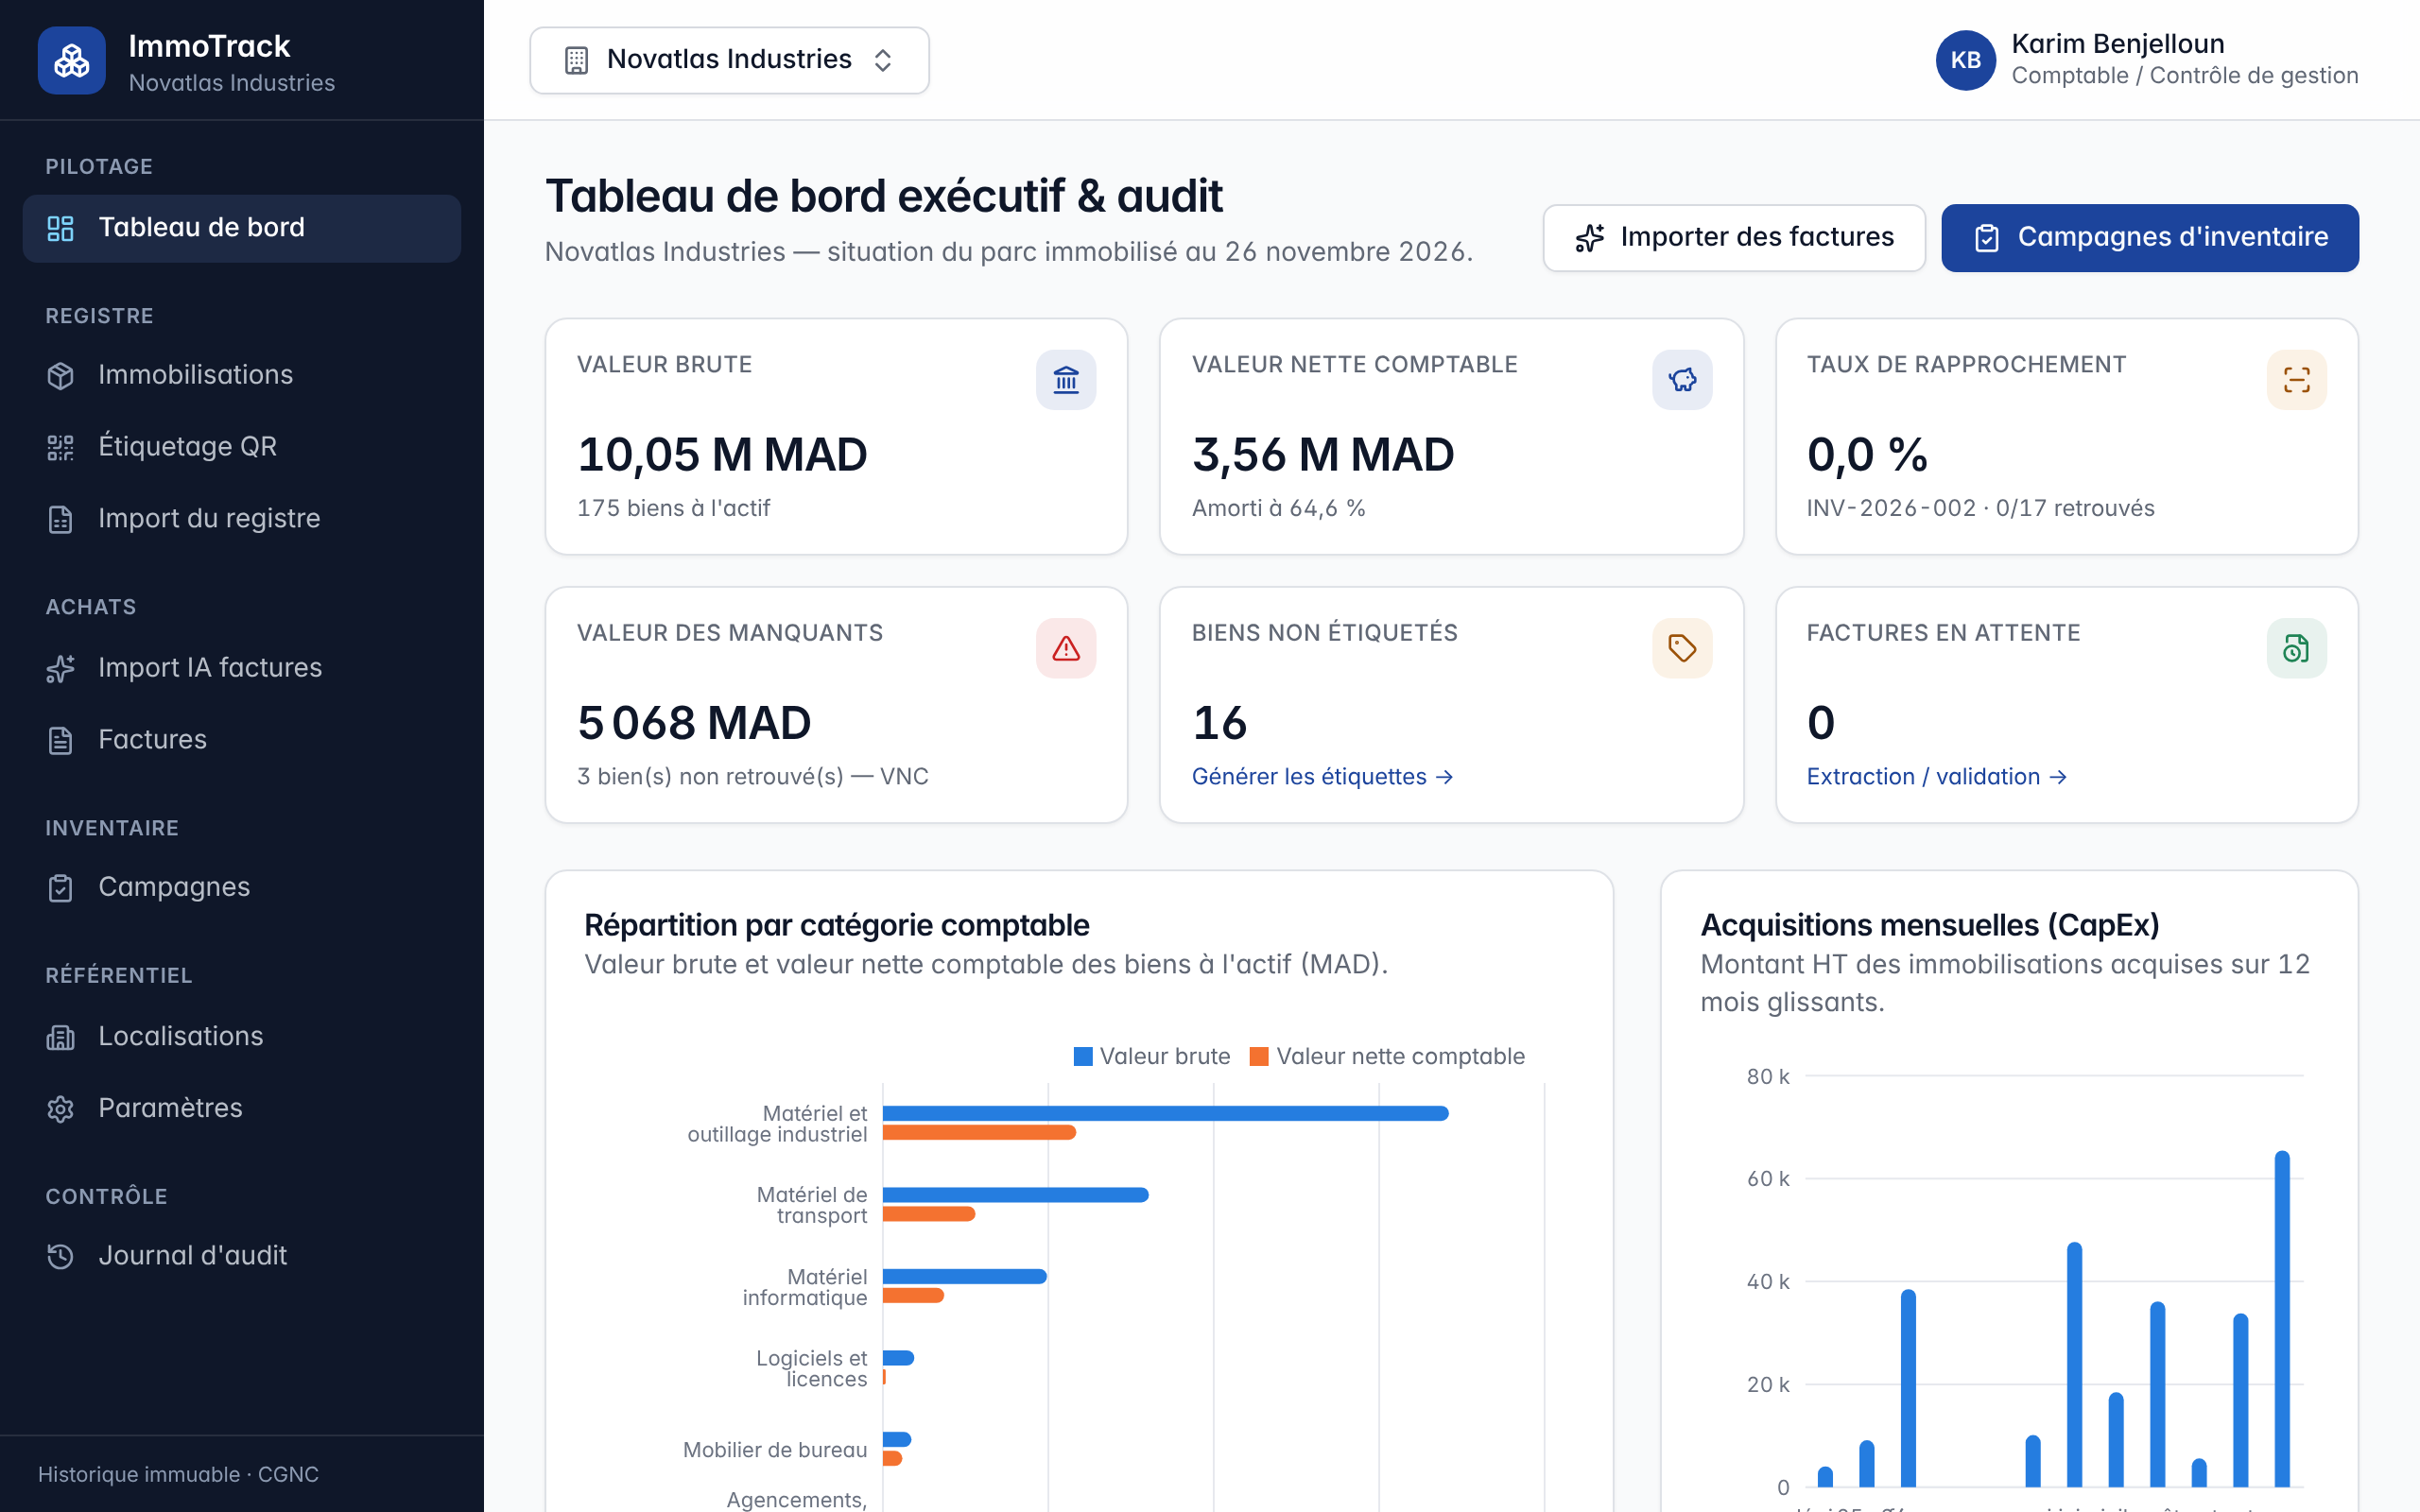 ImmoTrack
Novatlas Industries
PILOTAGE
Tableau de bord
REGISTRE
Immobilisations
Étiquetage QR
Import du registre
ACHATS
Import IA factures
Factures
INVENTAIRE
Campagnes
RÉFÉRENTIEL
Localisations
Paramètres
CONTRÔLE
Journal d'audit
Historique immuable · CGNC
Novatlas Industries
KB
Karim Benjelloun
Comptable / Contrôle de gestion
Tableau de bord exécutif & audit
Novatlas Industries — situation du parc immobilisé au 26 novembre 2026.
Importer des factures
Campagnes d'inventaire
VALEUR BRUTE
10,05 M MAD
175 biens à l'actif
VALEUR NETTE COMPTABLE
3,56 M MAD
Amorti à 64,6 %
TAUX DE RAPPROCHEMENT
0,0 %
INV-2026-002 · 0/17 retrouvés
VALEUR DES MANQUANTS
5 068 MAD
3 bien(s) non retrouvé(s) — VNC
BIENS NON ÉTIQUETÉS
16
Générer les étiquettes →
FACTURES EN ATTENTE
0
Extraction / validation →
Répartition par catégorie comptable
Valeur brute et valeur nette comptable des biens à l'actif (MAD).
Valeur brute
Valeur nette comptable
Matériel et
outillage industriel
Matériel de
transport
Matériel
informatique
Logiciels et
licences
Mobilier de bureau
Agencements,
Acquisitions mensuelles (CapEx)
Montant HT des immobilisations acquises sur 12
mois glissants.
80 k
60 k
40 k
20 k
0